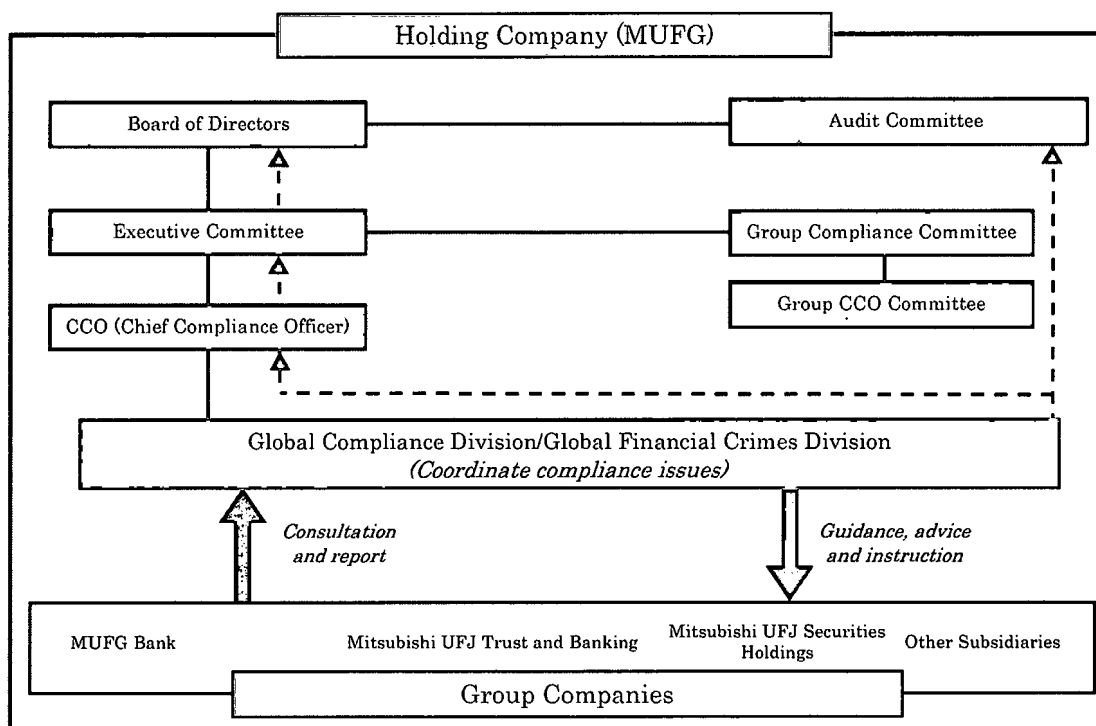 Holding Company (MUFG)
Board of Directors
Audit Committee
Executive Committee
Group Compliance Committee
CCO (Chief Compliance Officer)
Group CCO Committee
Global Compliance Division/Global Financial Crimes Division
(Coordinate compliance issues)
Consultation
and report
Guidance, advice
and instruction
MUFG Bank
Mitsubishi UFJ Trust and Banking
Mitsubishi UFJ Securities
Holdings
Other Subsidiaries
Group Companies